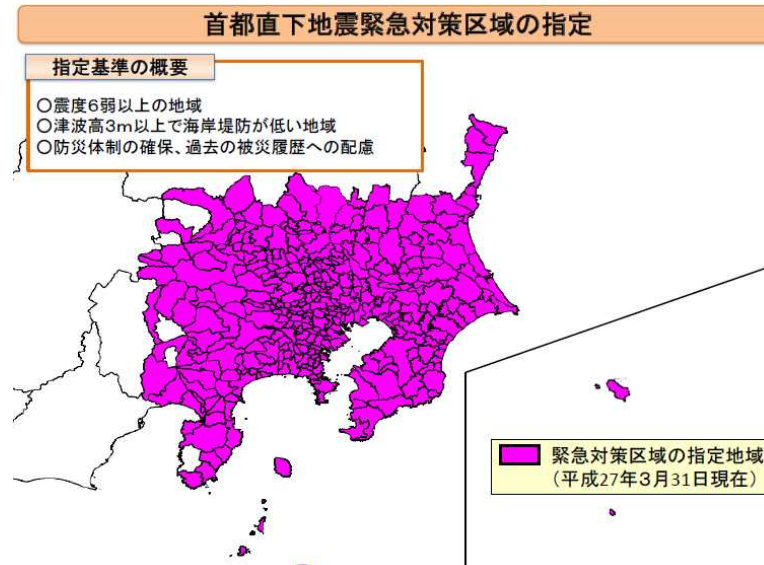 首都直下地震緊急対策区域の指定
指定基準の概要
○震度6弱以上の地域
○津波高3m以上で海岸堤防が低い地域
○防災体制の確保、過去の被災履歴への配慮
緊急対策区域の指定地域
(平成27年3月31日現在)